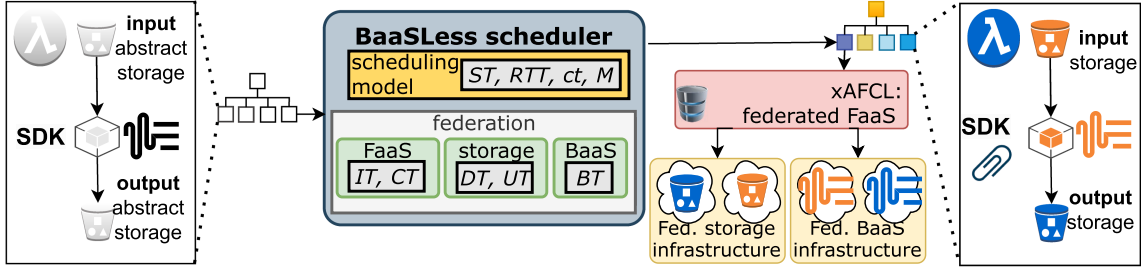 λ
input
abstract
storage
SDK
output
abstract
storage
BaaSLess scheduler
scheduling
model
ST, RTT, ct, M
federation
FaaS
IT, CT
storage
DT, UT
BaaS
BT
xAFCL:
federated FaaS
Fed. storage
infrastructure
Fed. BaaS
infrastructure
λ
input
storage
SDK
output
storage